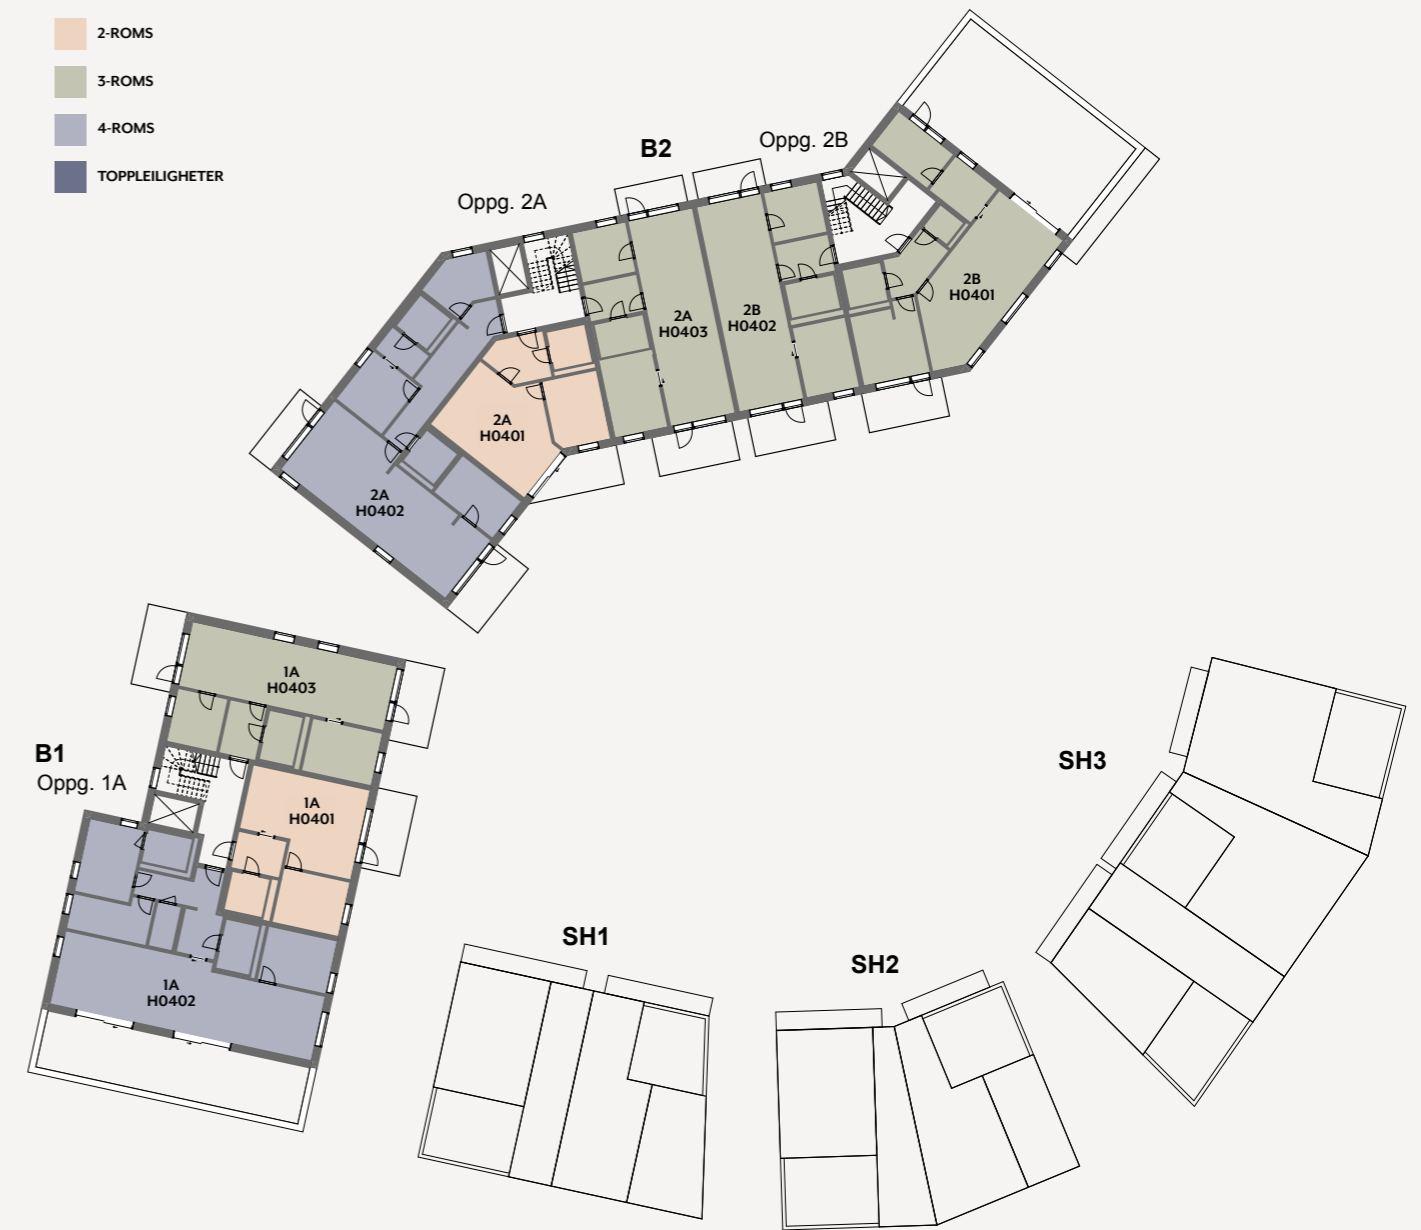 2-ROMS
3-ROMS
4-ROMS
TOPPLEILIGHETER
B2
Oppg. 2B
Oppg. 2A
2B
H0401
2A
H0403
2B
H0402
2A
H0401
2A
H0402
1A
H0403
B1
Oppg. 1A
1A
H0401
1A
H0402
SH3
SH1
SH2